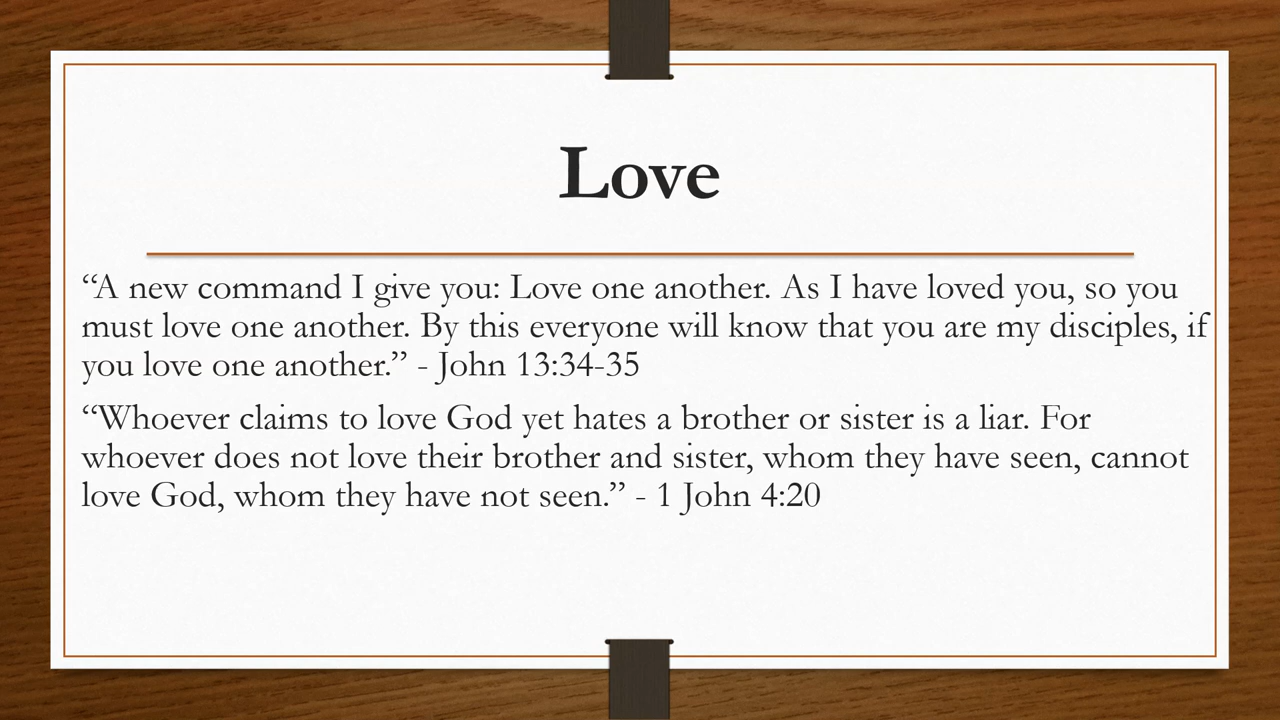 Love
“A new command I give you: Love one another. As I have loved you, so you
must love one another. By this everyone will know that you are my disciples, if
you love one another.” - John 13:34-35
“Whoever claims to love God yet hates a brother or sister is a liar. For
whoever does not love their brother and sister, whom they have seen, cannot
love God, whom they have not seen.” - 1 John 4:20